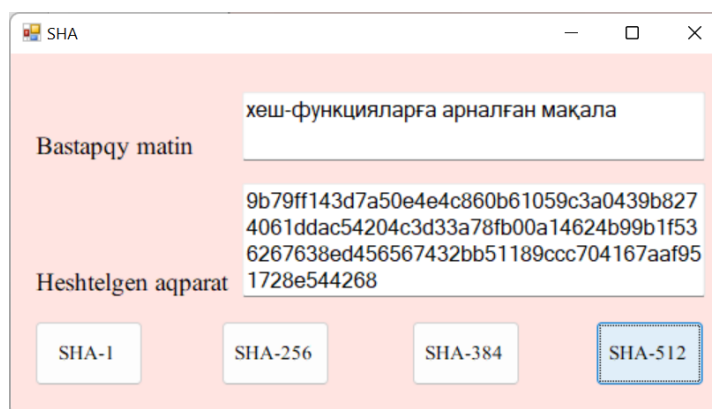 SHA
хеш-функцияларға арналған мақала
Bastapqy matin
9b79ff143d7a50e4e4c860b61059c3a0439b827
4061ddac54204c3d33a78fb00a14624b99b1f53
6267638ed456567432bb51189ccc704167aaf95
1728e544268
Heshtelgen aqparat
SHA-1 SHA-256 SHA-384 SHA-512